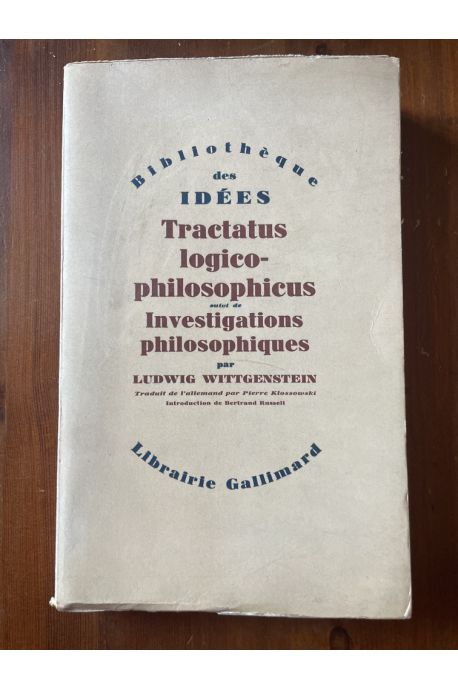 Bibliothèque
des
IDÉES
Tractatus
logico-
philosophicus
suivi de
Investigations
philosophiques
par
LUDWIG WITTGENSTEIN
Traduit de l'allemand par Pierre Klossowski
Introduction de Bertrand Russell
Librairie Gallimard